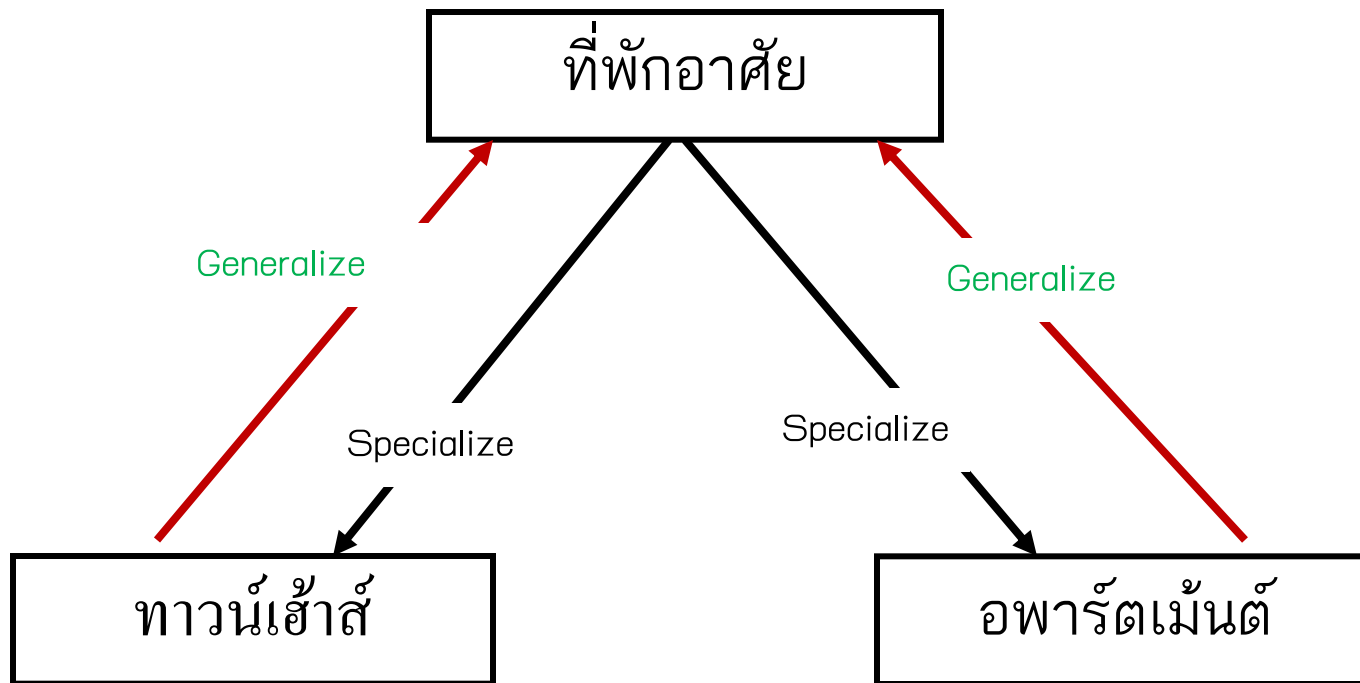 ที่พักอาศัย
Generalize
Generalize
Specialize
Specialize
ทาวน์เฮ้าส์
อพาร์ตเม้นต์